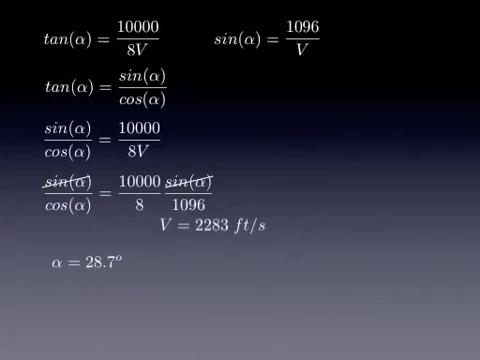 tan(α) = 10000/8V    sin(α) = 1096/V
tan(α) = sin(α)/cos(α)
sin(α)/cos(α) = 10000/8V
sin(α)/cos(α) = 10000/8 sin(α)/1096
V = 2283 ft/s
α = 28.7°